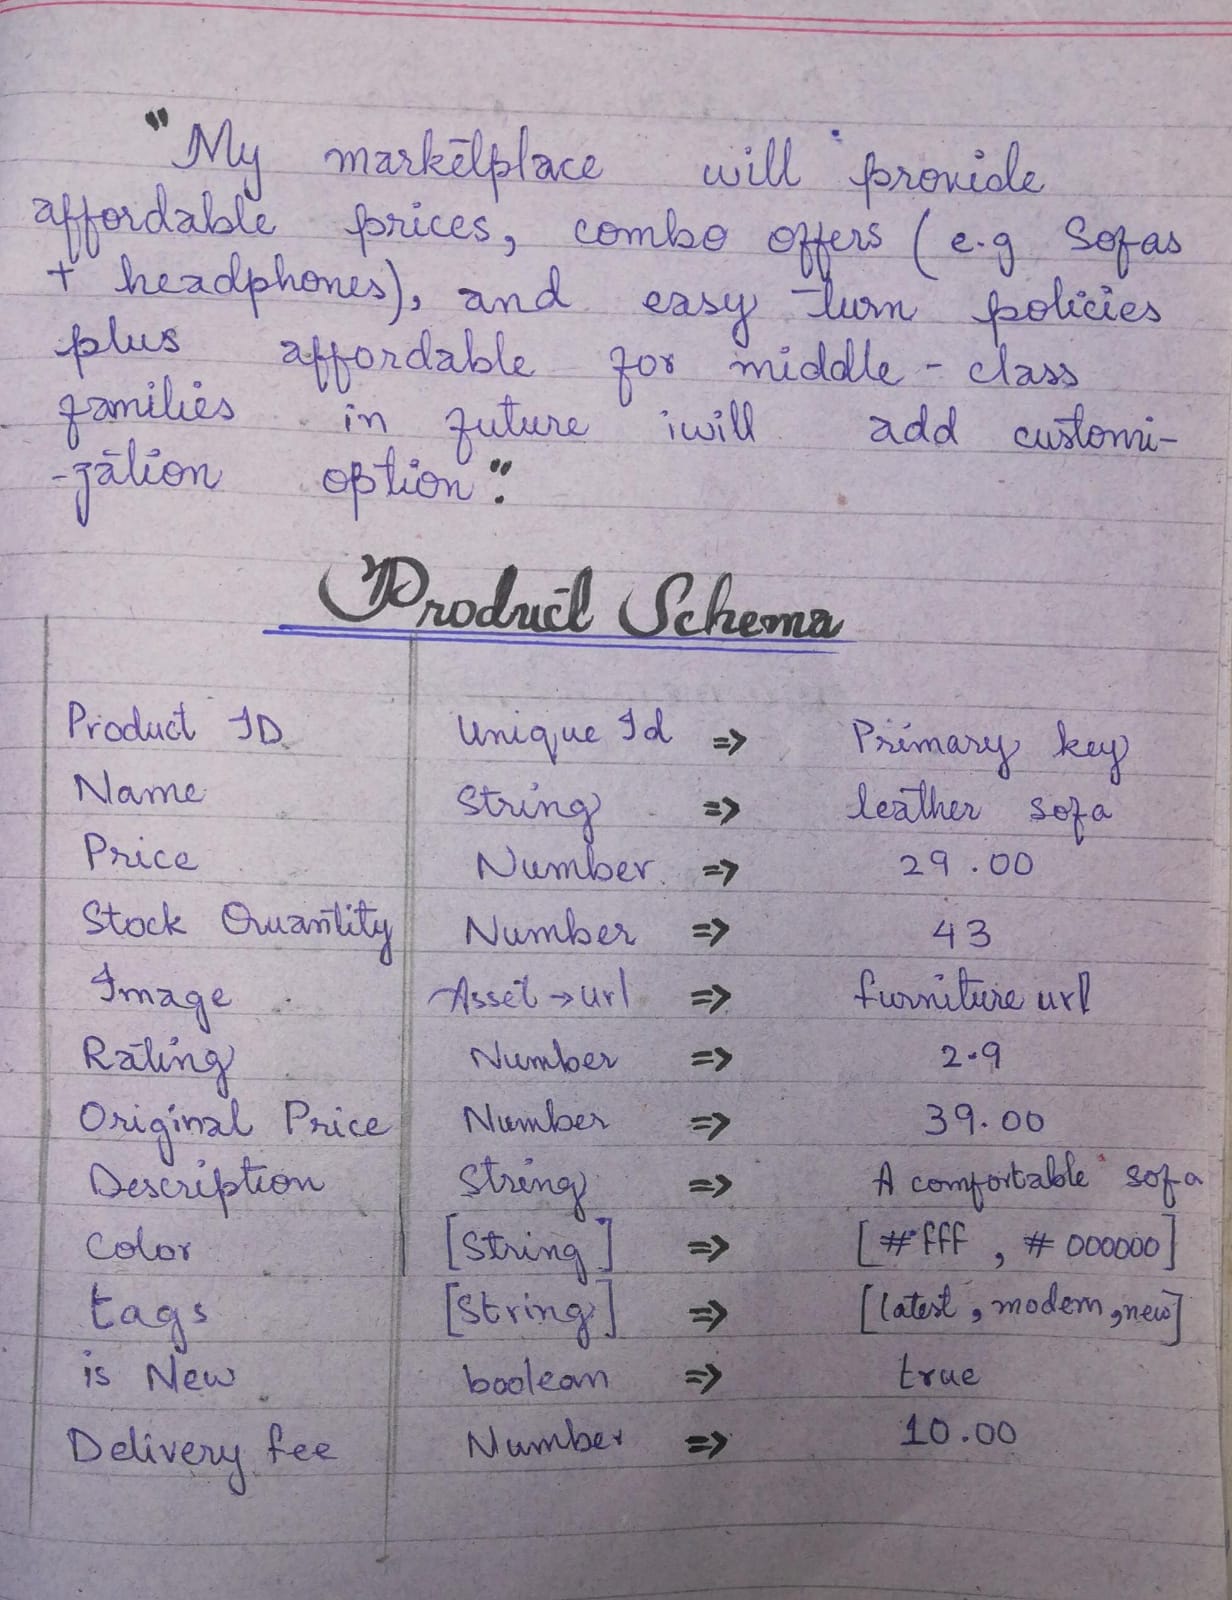 "My marketplace will provide
affordable prices, combo offers (e.g Sofas
+ headphones), and easy turn policies
plus affordable for middle-class
families in future iwill add customi-
-zation option".
Product Schema
Product ID Unique Id => Primary key
Name String => leather sofa
Price Number => 29.00
Stock Quantity Number => 43
Image Asset → url => furniture url
Rating Number => 2.9
Original Price Number => 39.00
Description String => A comfortable sofa
Color [String] => [#fff, #000000]
tags [String] => [latest, modern, new]
is New boolean => true
Delivery fee Number => 10.00